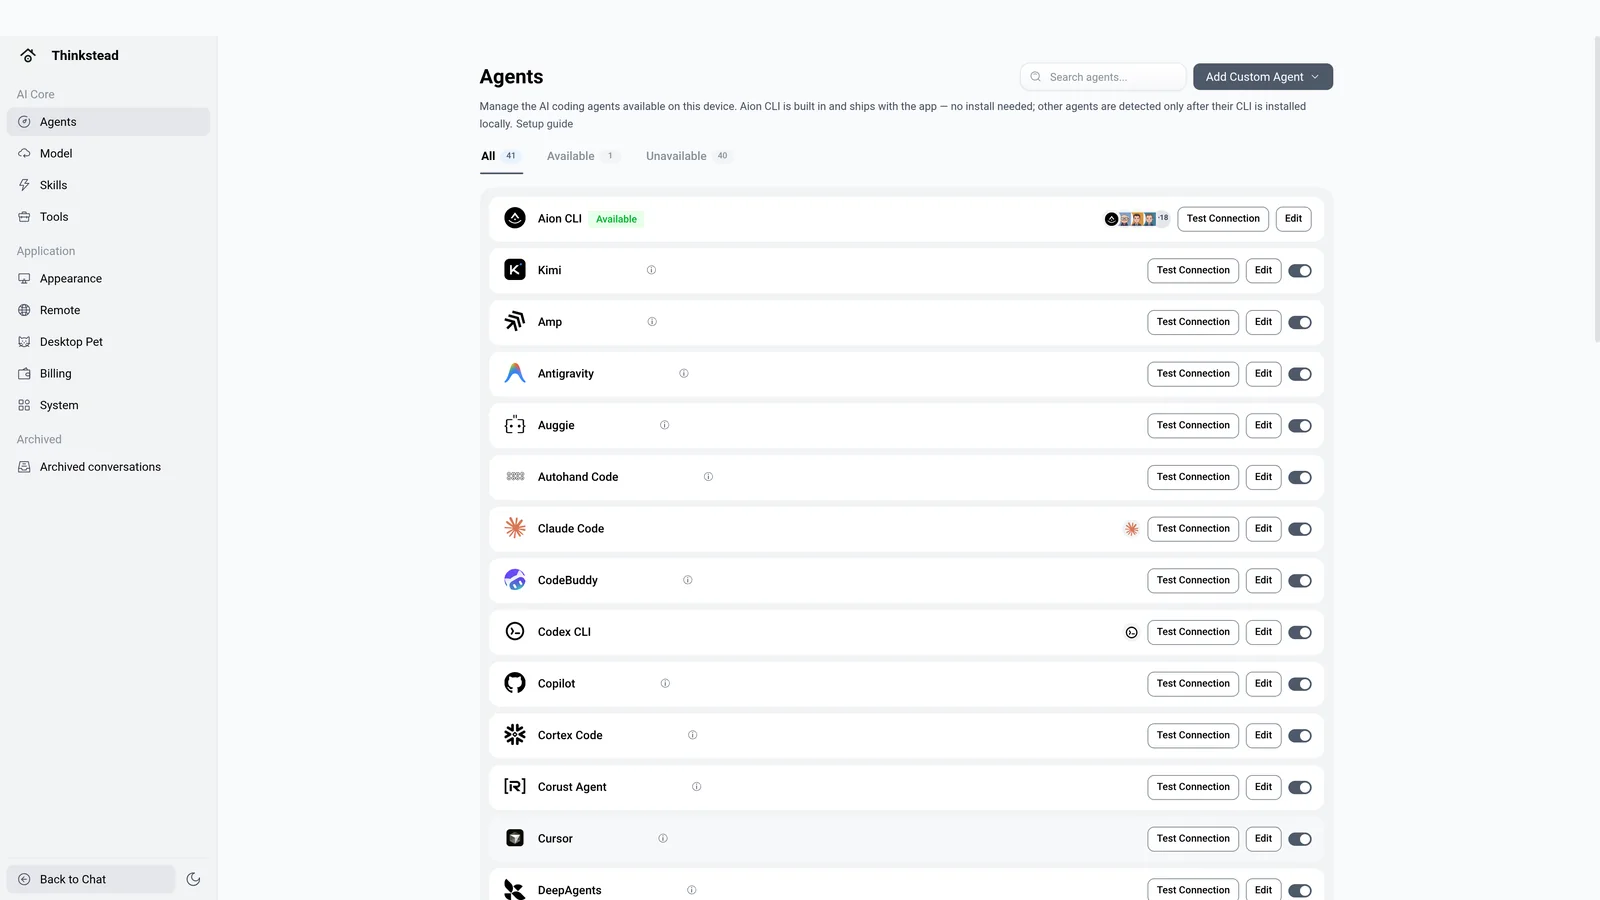 Thinkstead
AI Core
Agents
Model
Skills
Tools
Application
Appearance
Remote
Desktop Pet
Billing
System
Archived
Archived conversations
Back to Chat
Agents
Search agents...
Add Custom Agent
Manage the AI coding agents available on this device. Aion CLI is built in and ships with the app — no install needed; other agents are detected only after their CLI is installed
locally. Setup guide
All 41 Available 1 Unavailable 40
Aion CLI Available +18 Test Connection Edit
Kimi Test Connection Edit
Amp Test Connection Edit
Antigravity Test Connection Edit
Auggie Test Connection Edit
Autohand Code Test Connection Edit
Claude Code Test Connection Edit
CodeBuddy Test Connection Edit
Codex CLI Test Connection Edit
Copilot Test Connection Edit
Cortex Code Test Connection Edit
Corust Agent Test Connection Edit
Cursor Test Connection Edit
DeepAgents Test Connection Edit